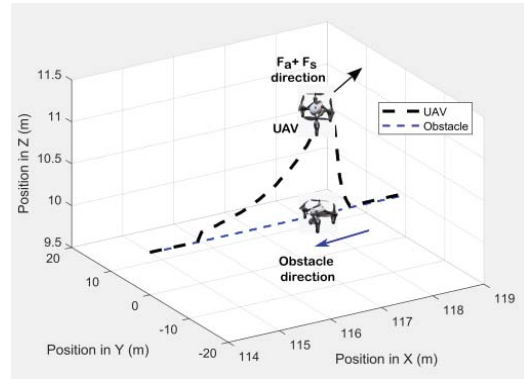 11.5
11
10.5
10
9.5
Position in Z (m)
Fa+ Fs
direction
UAV
UAV
Obstacle
Obstacle
direction
20
10
0
-10
-20
Position in Y (m)
114
115
116
117
118
119
Position in X (m)